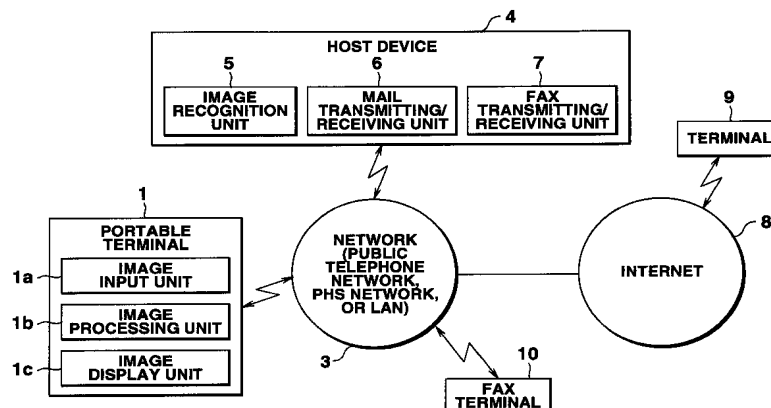 4
HOST DEVICE
5
6
7
IMAGE
RECOGNITION
UNIT
MAIL
TRANSMITTING/
RECEIVING UNIT
FAX
TRANSMITTING/
RECEIVING UNIT
9
TERMINAL
1
PORTABLE
TERMINAL
1a
IMAGE
INPUT UNIT
1b
IMAGE
PROCESSING UNIT
1c
IMAGE
DISPLAY UNIT
NETWORK
(PUBLIC
TELEPHONE
NETWORK,
PHS NETWORK,
OR LAN)
3
8
INTERNET
10
FAX
TERMINAL